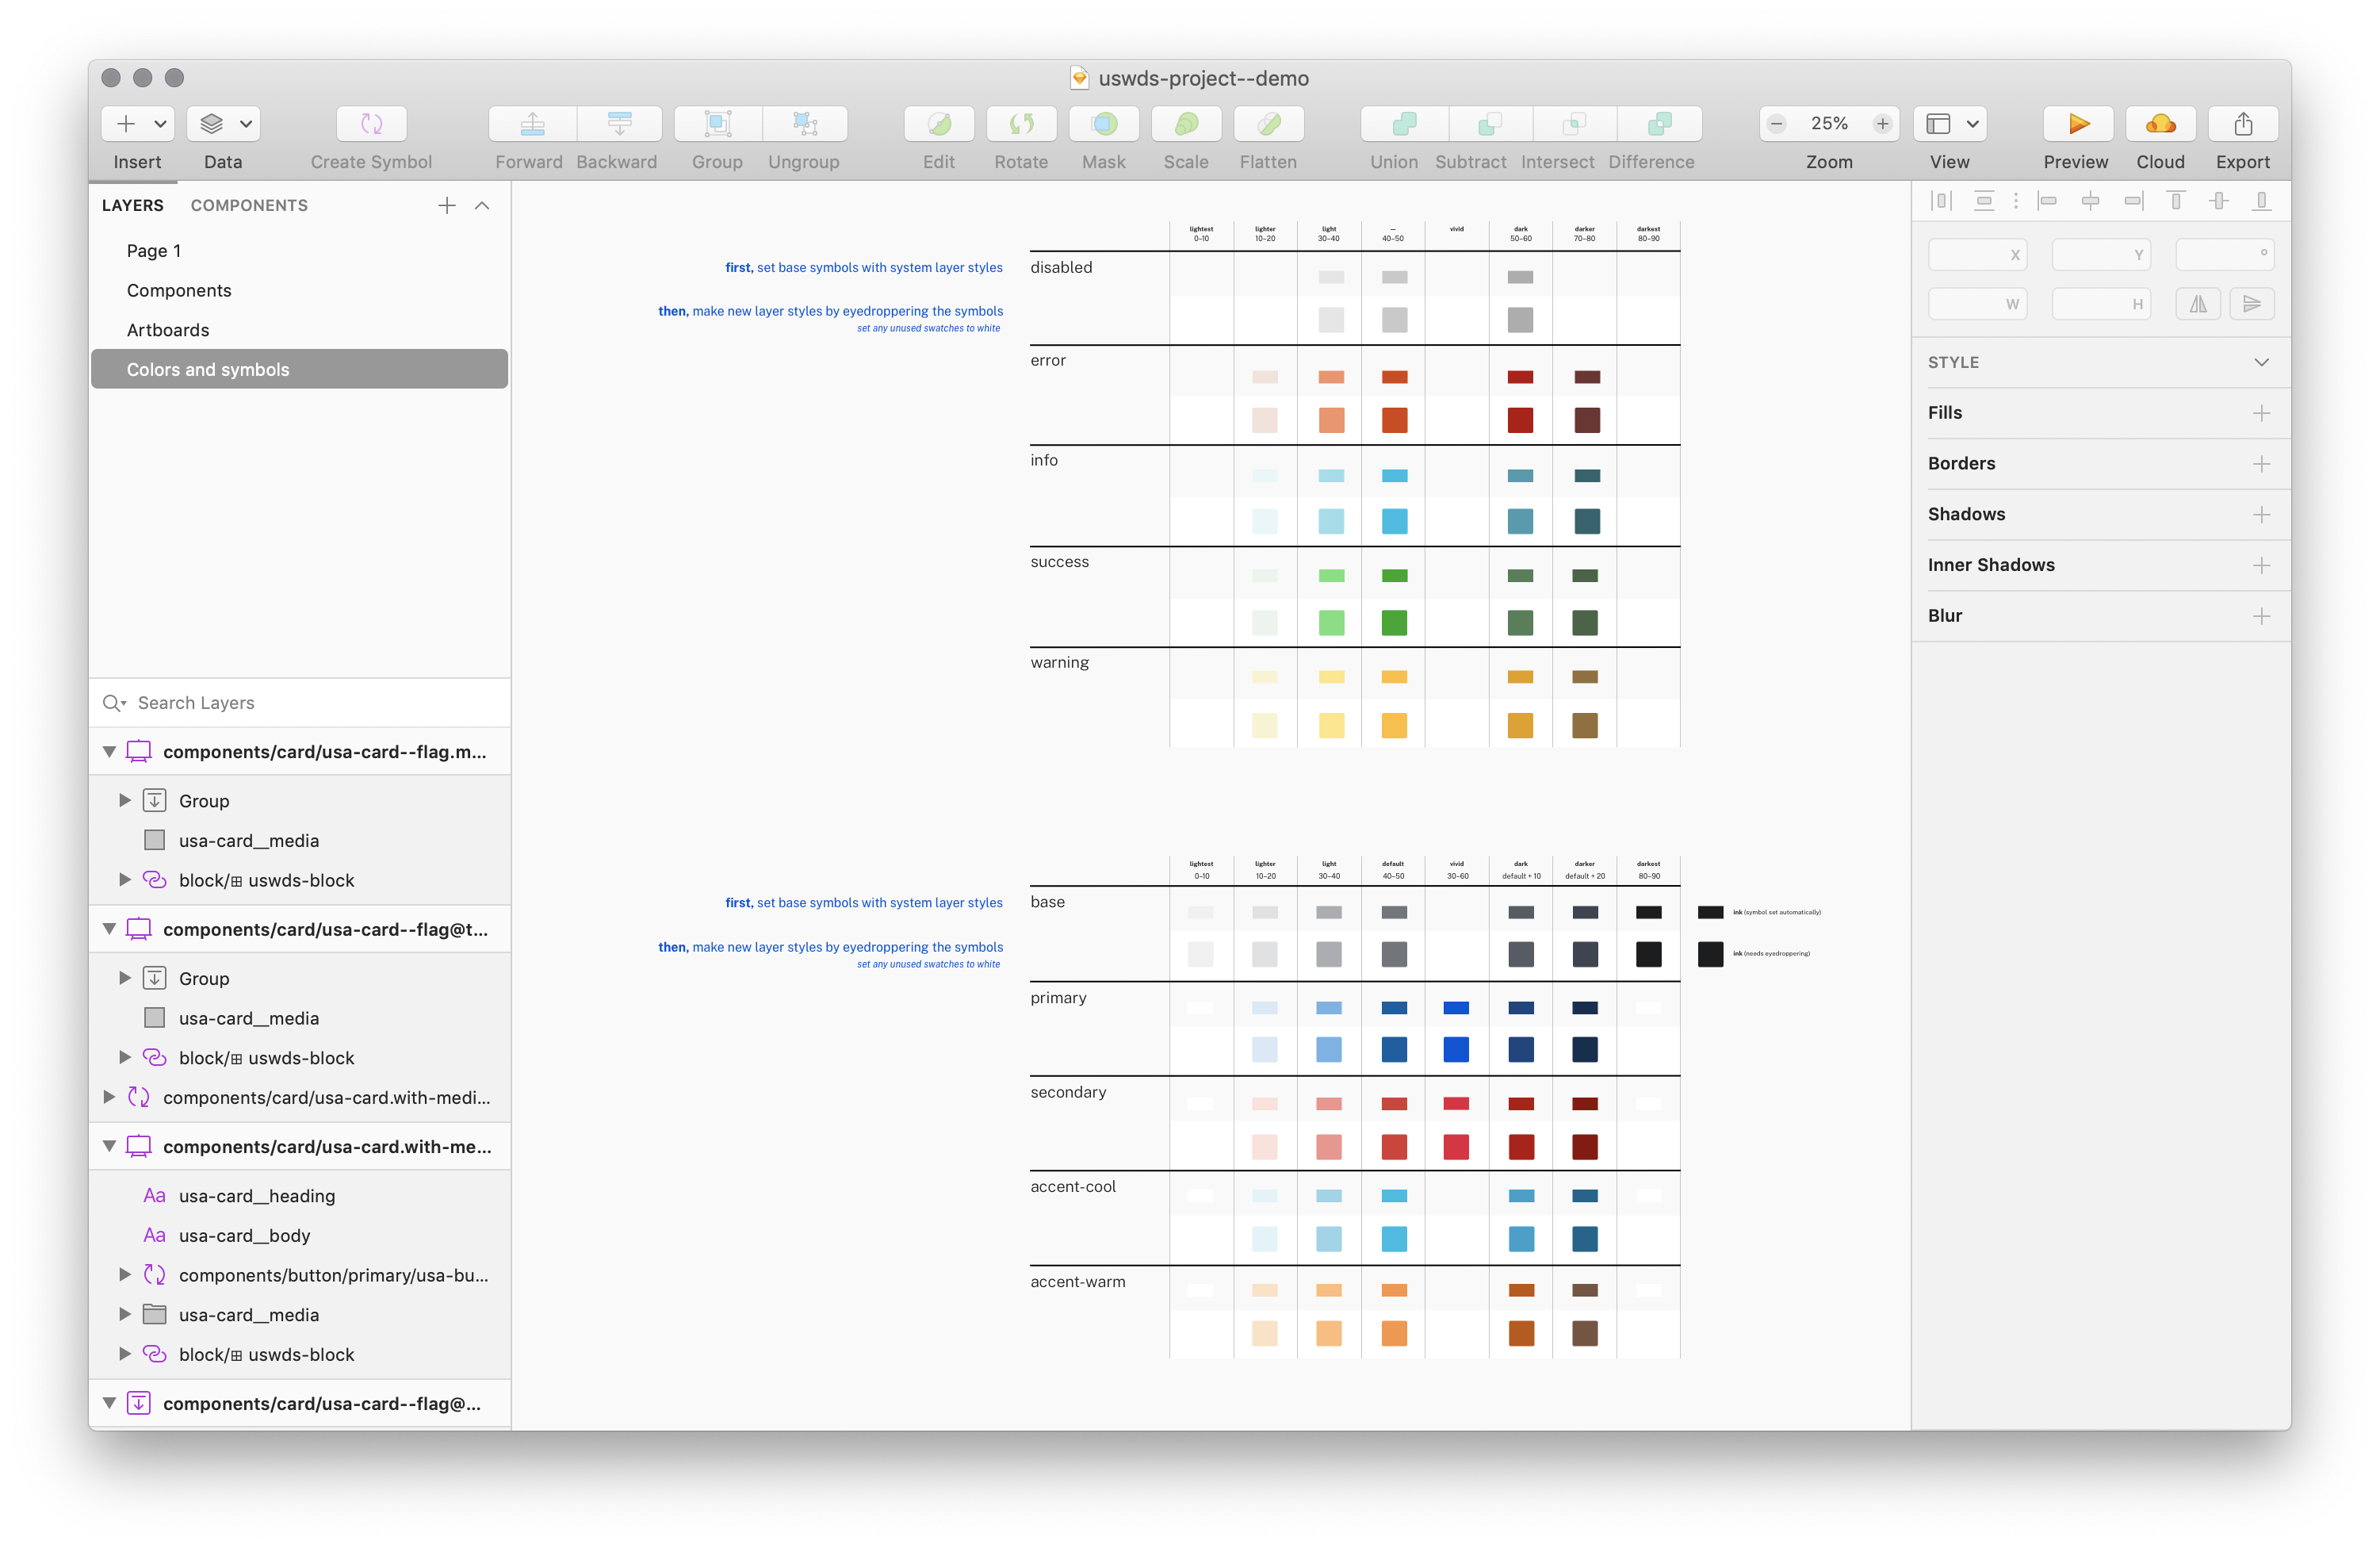 uswds-project--demo
25%
Insert Data Create Symbol Forward Backward Group Ungroup Edit Rotate Mask Scale Flatten Union Subtract Intersect Difference Zoom View Preview Cloud Export
LAYERS COMPONENTS
Page 1
Components
Artboards
Colors and symbols
Search Layers
components/card/usa-card--flag.m...
Group
usa-card__media
block/⊞ uswds-block
components/card/usa-card--flag@t...
Group
usa-card__media
block/⊞ uswds-block
components/card/usa-card.with-medi...
components/card/usa-card.with-me...
Aa usa-card__heading
Aa usa-card__body
components/button/primary/usa-bu...
usa-card__media
block/⊞ uswds-block
components/card/usa-card--flag@...
lightest lighter light — vivid dark darker darkest
0–10 10–20 30–40 40–50 50–60 70–80 80–90
first, set base symbols with system layer styles
disabled
then, make new layer styles by eyedroppering the symbols
set any unused swatches to white
error
info
success
warning
lightest lighter light default vivid dark darker darkest
0–10 10–20 30–40 40–50 30–60 default + 10 default + 20 80–90
first, set base symbols with system layer styles
base
ink (symbol set automatically)
then, make new layer styles by eyedroppering the symbols
set any unused swatches to white
ink (needs eyedroppering)
primary
secondary
accent-cool
accent-warm
X Y °
W H
STYLE
Fills
Borders
Shadows
Inner Shadows
Blur